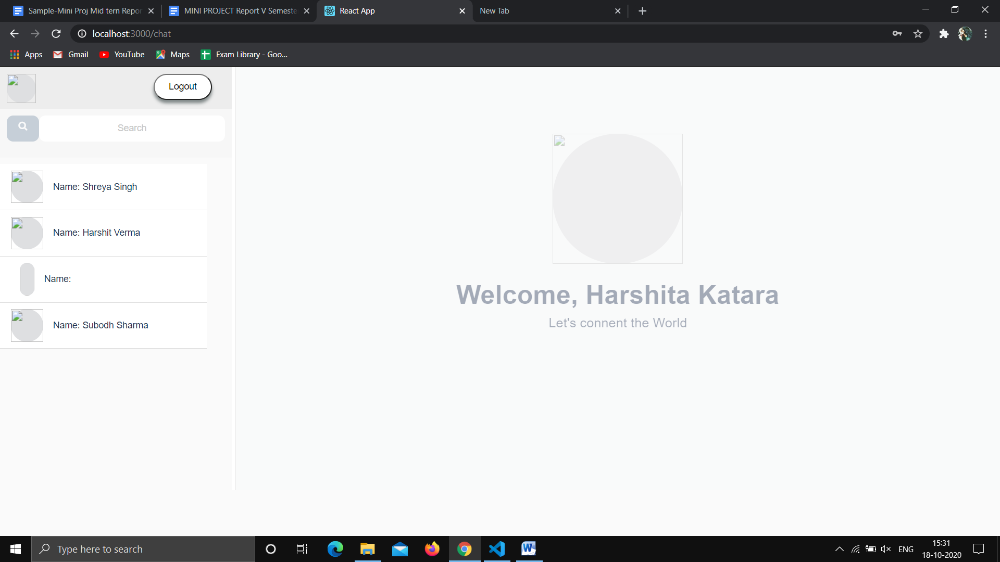 Sample-Mini Proj Mid tern Repor
MINI PROJECT Report V Semeste
React App
New Tab
localhost:3000/chat
Apps
Gmail
YouTube
Maps
Exam Library - Goo...
Logout
Search
Name: Shreya Singh
Name: Harshit Verma
Name:
Name: Subodh Sharma
Welcome, Harshita Katara
Let's connent the World
Type here to search
ENG
15:31
18-10-2020